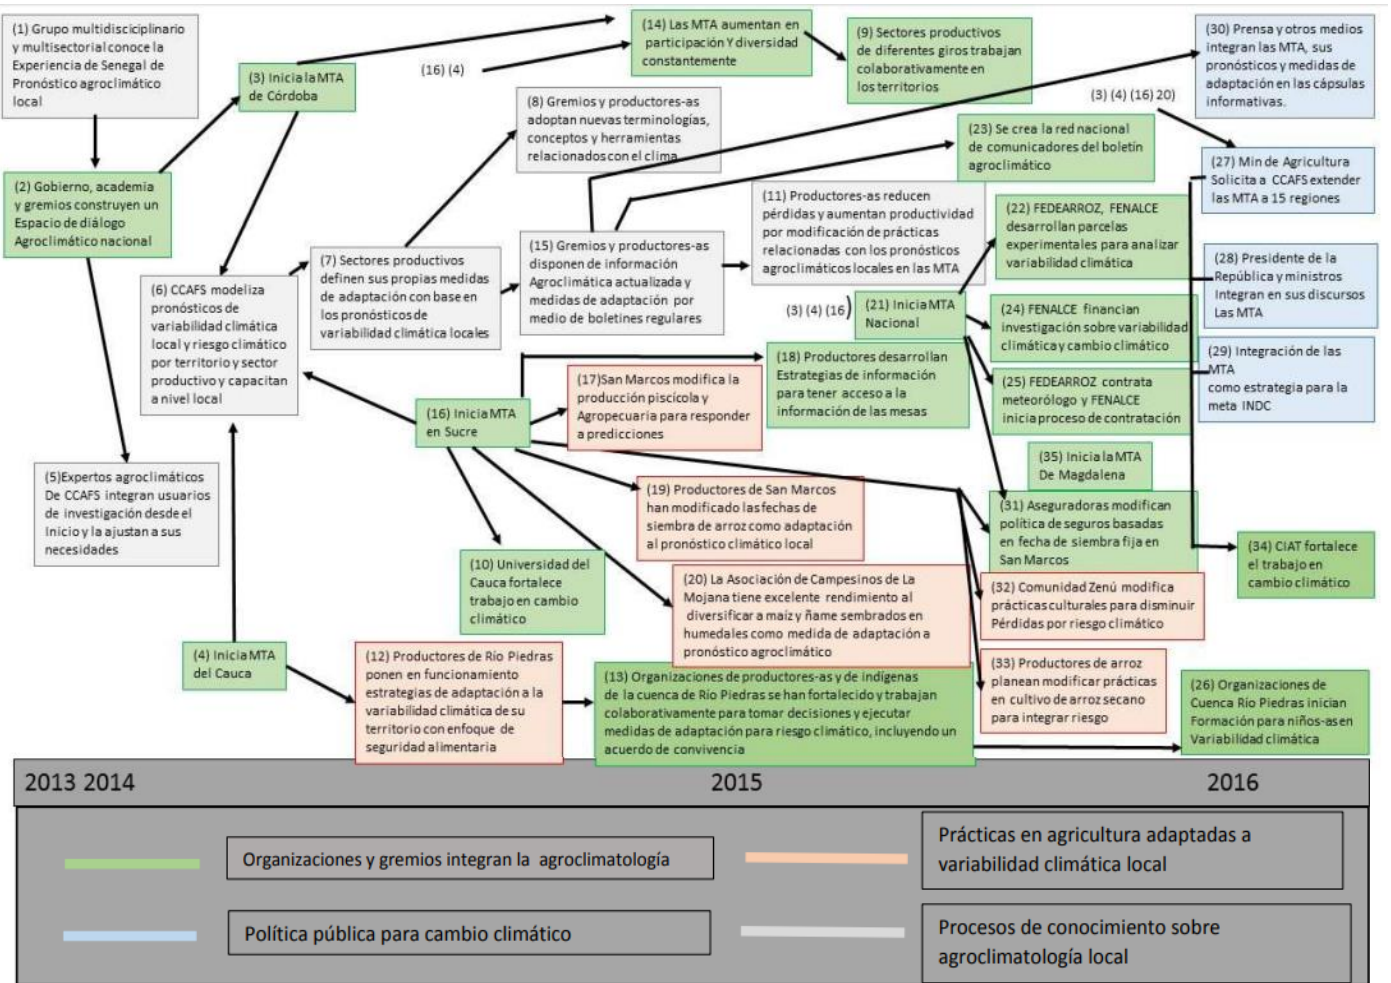 (1) Grupo multidisciciplinario
y multisectorial conoce la
Experiencia de Senegal de
Pronóstico agroclimático
local
(2) Gobierno, academia
y gremios construyen un
Espacio de diálogo
Agroclimático nacional
(3) Inicia la MTA
de Córdoba
(16) (4)
(14) Las MTA aumentan en
participación Y diversidad
constantemente
(9) Sectores productivos
de diferentes giros trabajan
colaborativamente en
los territorios
(30) Prensa y otros medios
integran las MTA, sus
pronósticos y medidas de
adaptación en las cápsulas
informativas.
(8) Gremios y productores-as
adoptan nuevas terminologías,
conceptos y herramientas
relacionados con el clima
(3) (4) (16) 20)
(23) Se crea la red nacional
de comunicadores del boletín
agroclimático
(27) Min de Agricultura
Solicita a CCAFS extender
las MTA a 15 regiones
(11) Productores-as reducen
pérdidas y aumentan productividad
por modificación de prácticas
relacionadas con los pronósticos
agroclimáticos locales en las MTA
(22) FEDEARROZ, FENALCE
desarrollan parcelas
experimentales para analizar
variabilidad climática
(6) CCAFS modeliza
pronósticos de
variabilidad climática
local y riesgo climático
por territorio y sector
productivo y capacitan
a nivel local
(7) Sectores productivos
definen sus propias medidas
de adaptación con base en
los pronósticos de
variabilidad climática locales
(15) Gremios y productores-as
disponen de información
Agroclimática actualizada y
medidas de adaptación por
medio de boletines regulares
(28) Presidente de la
República y ministros
Integran en sus discursos
Las MTA
(3) (4) (16)
(21) Inicia MTA
Nacional
(24) FENALCE financian
investigación sobre variabilidad
climática y cambio climático
(18) Productores desarrollan
Estrategias de información
para tener acceso a la
información de las mesas
(29) Integración de las
MTA
como estrategia para la
meta INDC
(17)San Marcos modifica la
producción piscícola y
Agropecuaria para responder
a predicciones
(25) FEDEARROZ contrata
meteorólogo y FENALCE
inicia proceso de contratación
(16) Inicia MTA
en Sucre
(35) Inicia la MTA
De Magdalena
(5)Expertos agroclimáticos
De CCAFS integran usuarios
de investigación desde el
Inicio y la ajustan a sus
necesidades
(19) Productores de San Marcos
han modificado las fechas de
siembra de arroz como adaptación
al pronóstico climático local
(31) Aseguradoras modifican
política de seguros basadas
en fecha de siembra fija en
San Marcos
(34) CIAT fortalece
el trabajo en
cambio climático
(10) Universidad del
Cauca fortalece
trabajo en cambio
climático
(20) La Asociación de Campesinos de La
Mojana tiene excelente rendimiento al
diversificar a maíz y ñame sembrados en
humedales como medida de adaptación a
pronóstico agroclimático
(32) Comunidad Zenú modifica
prácticas culturales para disminuir
Pérdidas por riesgo climático
(4) Inicia MTA
del Cauca
(12) Productores de Río Piedras
ponen en funcionamiento
estrategias de adaptación a la
variabilidad climática de su
territorio con enfoque de
seguridad alimentaria
(13) Organizaciones de productores-as y de indígenas
de la cuenca de Río Piedras se han fortalecido y trabajan
colaborativamente para tomar decisiones y ejecutar
medidas de adaptación para riesgo climático, incluyendo un
acuerdo de convivencia
(33) Productores de arroz
planean modificar prácticas
en cultivo de arroz secano
para integrar riesgo
(26) Organizaciones de
Cuenca Río Piedras inician
Formación para niños-as en
Variabilidad climática
2013 2014 2015 2016
Organizaciones y gremios integran la agroclimatología
Prácticas en agricultura adaptadas a
variabilidad climática local
Política pública para cambio climático
Procesos de conocimiento sobre
agroclimatología local